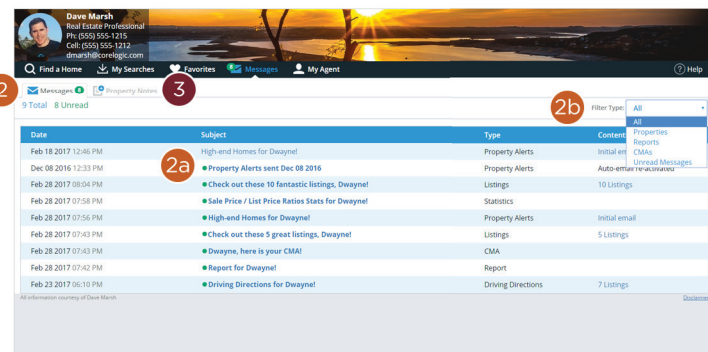 Dave Marsh
Real Estate Professional
Ph: (555) 555-1215
Cell: (555) 555-1212
dmarsh@corelogic.com
Find a Home My Searches Favorites 8 Messages My Agent ? Help
2 Messages 8 Property Notes 3
9 Total 8 Unread
2b Filter Type: All
All
Properties
Reports
CMAs
Unread Messages
Date Subject Type Content
Feb 18 2017 12:46 PM High-end Homes for Dwayne! Property Alerts Initial em
2a
Dec 08 2016 12:33 PM Property Alerts sent Dec 08 2016 Property Alerts Auto-email re-activated
Feb 28 2017 08:04 PM Check out these 10 fantastic listings, Dwayne! Listings 10 Listings
Feb 28 2017 07:58 PM Sale Price / List Price Ratios Stats for Dwayne! Statistics
Feb 28 2017 07:56 PM High-end Homes for Dwayne! Property Alerts Initial email
Feb 28 2017 07:43 PM Check out these 5 great listings, Dwayne! Listings 5 Listings
Feb 28 2017 07:43 PM Dwayne, here is your CMA! CMA
Feb 28 2017 07:42 PM Report for Dwayne! Report
Feb 23 2017 06:10 PM Driving Directions for Dwayne! Driving Directions 7 Listings
All information courtesy of Dave Marsh Disclaimer